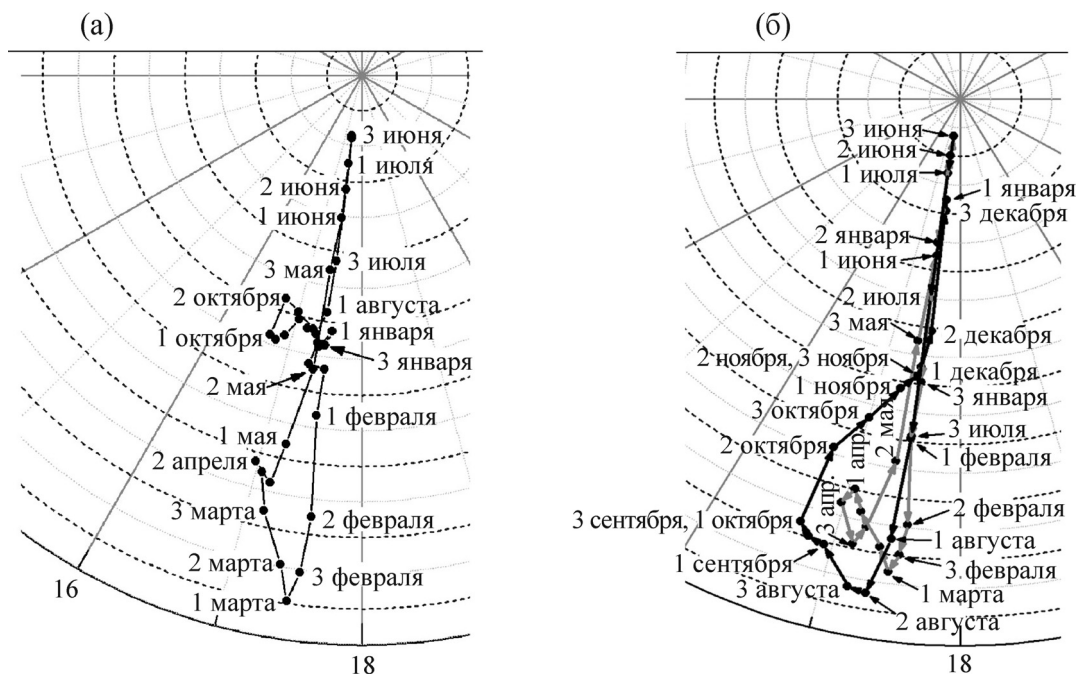 (а)
3 июня
1 июля
2 июня
1 июня
3 июля
3 мая
2 октября
1 августа
1 января
1 октября
3 января
2 мая
1 февраля
1 мая
2 апреля
3 марта
2 февраля
2 марта
3 февраля
1 марта
16
18
(б)
3 июня
2 июня
1 июля
1 января
3 декабря
2 января
1 июня
2 июля
3 мая
2 декабря
2 ноября, 3 ноября
1 декабря
1 ноября
3 января
3 октября
2 мая
3 июля
2 октября
1 апр
1 февраля
3 апр
2 февраля
3 сентября, 1 октября
1 августа
1 сентября
3 февраля
3 августа
1 марта
2 августа
18